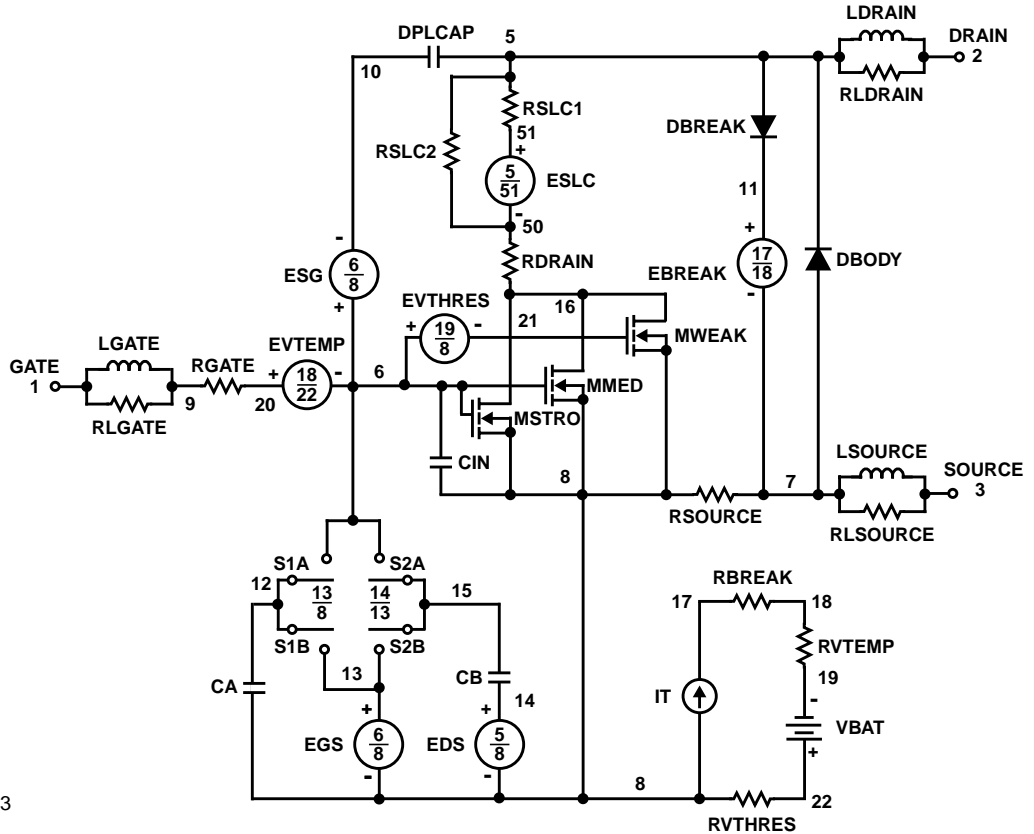 LDRAIN
DPLCAP 5 DRAIN
10 2
RLDRAIN
RSLC1
DBREAK
51
+
RSLC2
5
51
ESLC
11
-
50
+
-
RDRAIN
17
18
DBODY
6
8
ESG
EBREAK
EVTHRES
-
+
16
+ 19
8 -
21
MWEAK
LGATE
EVTEMP
GATE RGATE
1
+ 18
22 -
6
MMED
9 20
MSTRO
RLGATE
LSOURCE
CIN
8 7 SOURCE
3
RSOURCE
RLSOURCE
S1A S2A
12
13
8
14
13
15
RBREAK
17 18
S1B S2B
RVTEMP
13
CA CB
19
14
IT
-
+ +
VBAT
EGS 6
8
EDS 5
8
+
- -
8
22
RVTHRES
3